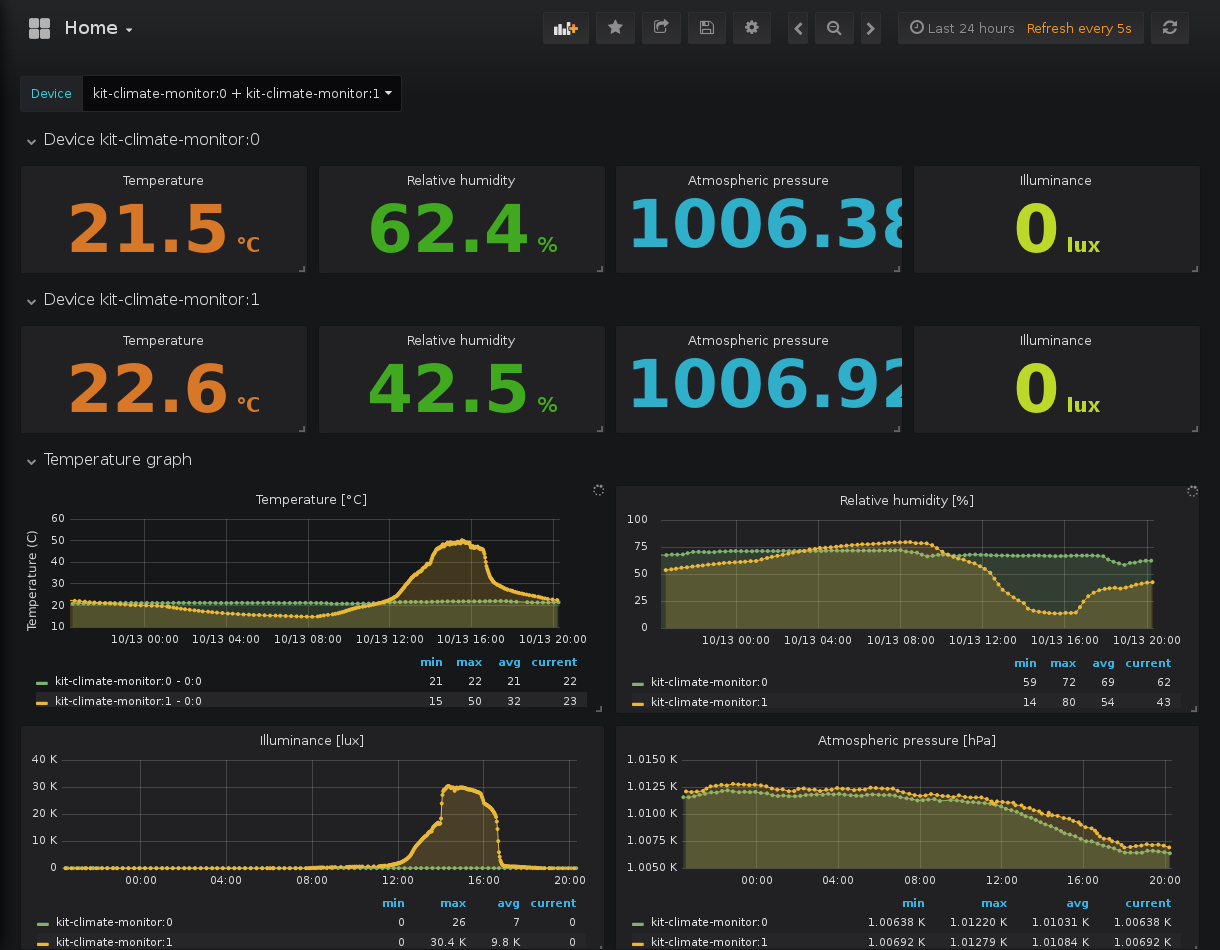 Home
Last 24 hours Refresh every 5s
Device kit-climate-monitor:0 + kit-climate-monitor:1
Device kit-climate-monitor:0
Temperature Relative humidity Atmospheric pressure Illuminance
21.5 °C 62.4 % 1006.38 0 lux
Device kit-climate-monitor:1
Temperature Relative humidity Atmospheric pressure Illuminance
22.6 °C 42.5 % 1006.92 0 lux
Temperature graph
Temperature [°C]
Temperature (C)
60
50
40
30
20
10
10/13 00:00 10/13 04:00 10/13 08:00 10/13 12:00 10/13 16:00 10/13 20:00
min max avg current
kit-climate-monitor:0 - 0:0 21 22 21 22
kit-climate-monitor:1 - 0:0 15 50 32 23
Relative humidity [%]
100
75
50
25
0
10/13 00:00 10/13 04:00 10/13 08:00 10/13 12:00 10/13 16:00 10/13 20:00
min max avg current
kit-climate-monitor:0 59 72 69 62
kit-climate-monitor:1 14 80 54 43
Illuminance [lux]
40 K
30 K
20 K
10 K
0
00:00 04:00 08:00 12:00 16:00 20:00
min max avg current
kit-climate-monitor:0 0 26 7 0
kit-climate-monitor:1 0 30.4 K 9.8 K 0
Atmospheric pressure [hPa]
1.0150 K
1.0125 K
1.0100 K
1.0075 K
1.0050 K
00:00 04:00 08:00 12:00 16:00 20:00
min max avg current
kit-climate-monitor:0 1.00638 K 1.01220 K 1.01031 K 1.00638 K
kit-climate-monitor:1 1.00692 K 1.01279 K 1.01084 K 1.00692 K